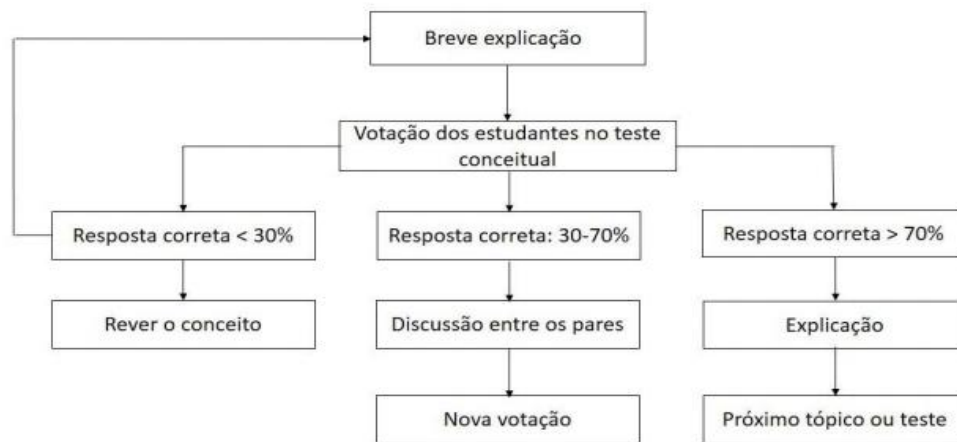 Breve explicação
Votação dos estudantes no teste
conceitual
Resposta correta < 30%
Resposta correta: 30-70%
Resposta correta > 70%
Rever o conceito
Discussão entre os pares
Explicação
Nova votação
Próximo tópico ou teste